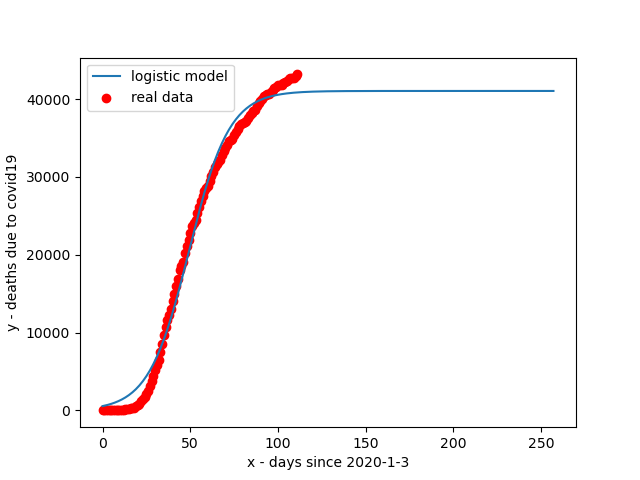 logistic model
real data
40000
30000
20000
10000
0
y - deaths due to covid19
0 50 100 150 200 250
x - days since 2020-1-3